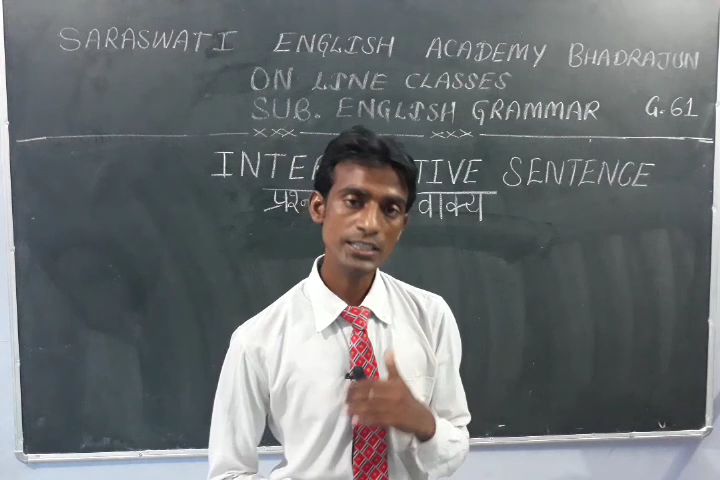 SARASWATI ENGLISH ACADEMY BHADRAJUN
ON LINE CLASSES
SUB. ENGLISH GRAMMAR G.61
SENTENCE
वाक्य